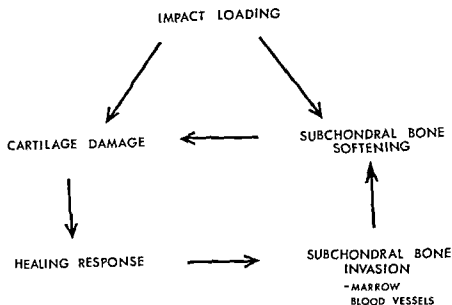 IMPACT LOADING
CARTILAGE DAMAGE
SUBCHONDRAL BONE
SOFTENING
HEALING RESPONSE
SUBCHONDRAL BONE
INVASION
-MARROW
BLOOD VESSELS